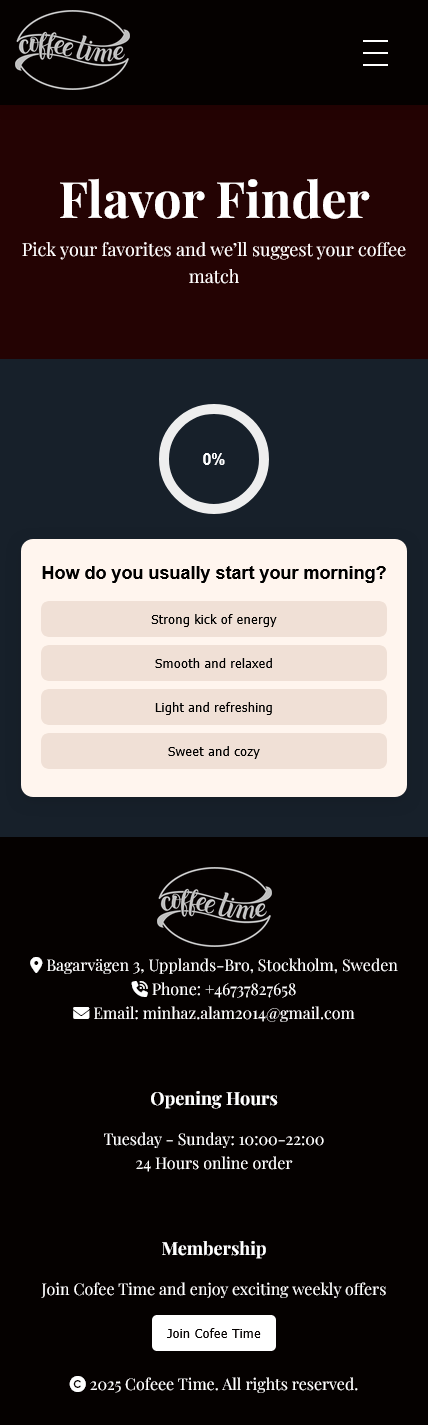 coffee time
Flavor Finder
Pick your favorites and we’ll suggest your coffee
match
0%
How do you usually start your morning?
Strong kick of energy
Smooth and relaxed
Light and refreshing
Sweet and cozy
coffee time
Bagarvägen 3, Upplands-Bro, Stockholm, Sweden
Phone: +46737827658
Email: minhaz.alam2014@gmail.com
Opening Hours
Tuesday - Sunday: 10:00-22:00
24 Hours online order
Membership
Join Cofee Time and enjoy exciting weekly offers
Join Cofee Time
© 2025 Cofeee Time. All rights reserved.